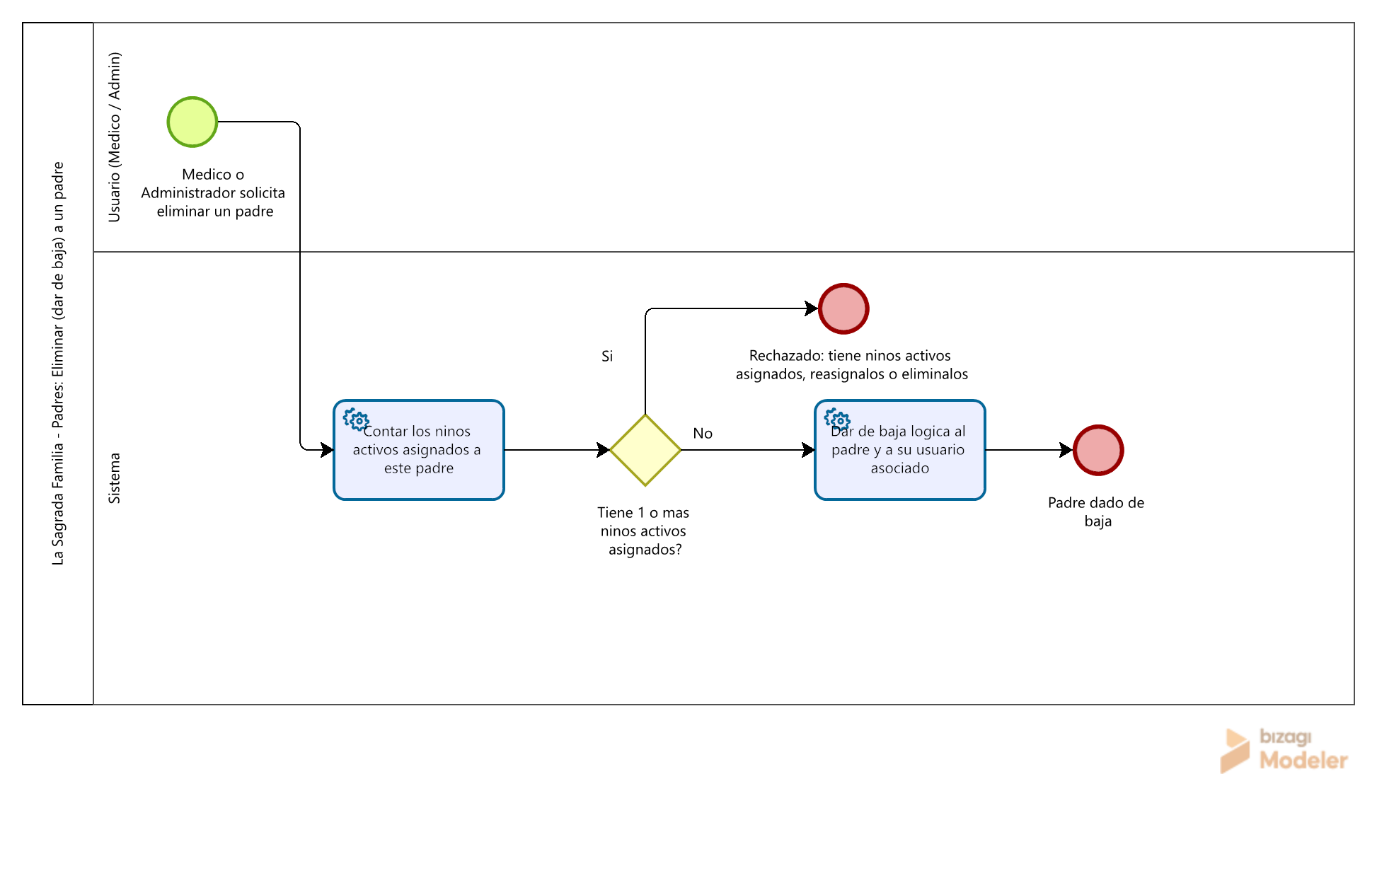 La Sagrada Familia - Padres: Eliminar (dar de baja) a un padre
Usuario (Medico / Admin)
Medico o
Administrador solicita
eliminar un padre
Sistema
Contar los ninos
activos asignados a
este padre
Tiene 1 o mas
ninos activos
asignados?
Si
Rechazado: tiene ninos activos
asignados, reasignalos o eliminalos
No
Dar de baja logica al
padre y a su usuario
asociado
Padre dado de
baja
bizagi
Modeler